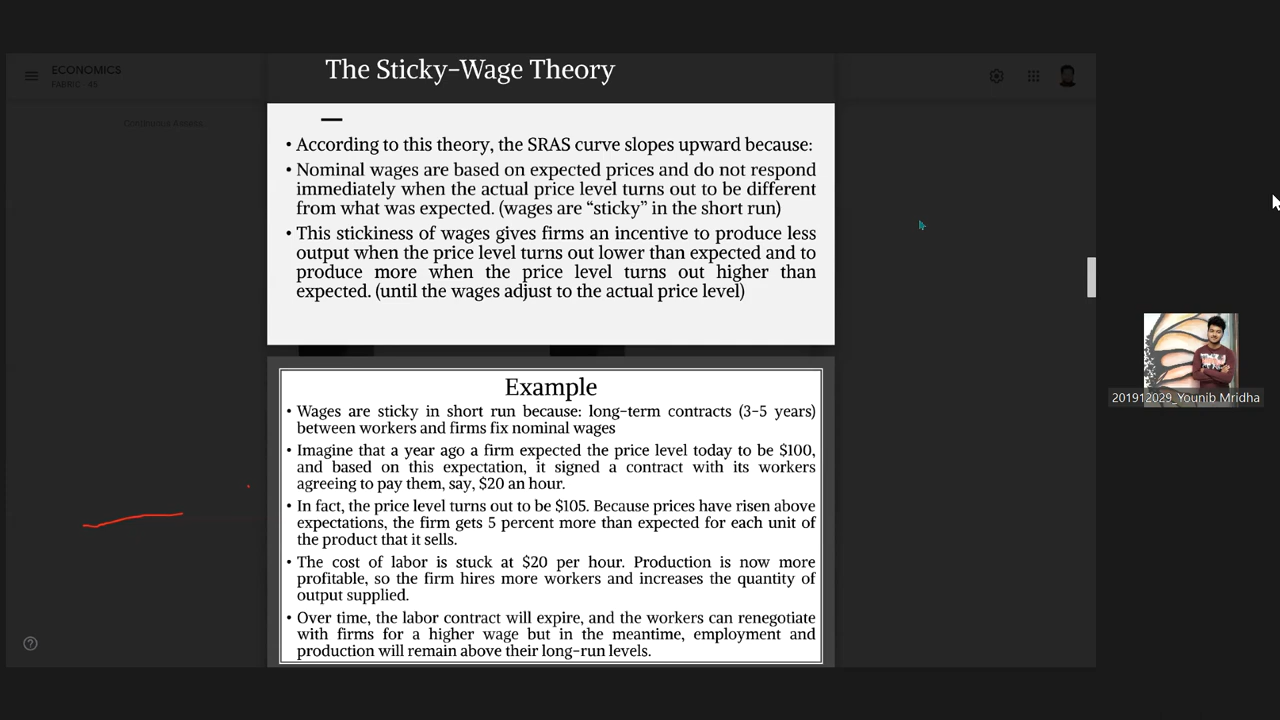 The Sticky-Wage Theory
ECONOMICS
FABRIC - 45
Continuous Assess...
• According to this theory, the SRAS curve slopes upward because:
• Nominal wages are based on expected prices and do not respond
immediately when the actual price level turns out to be different
from what was expected. (wages are “sticky” in the short run)
• This stickiness of wages gives firms an incentive to produce less
output when the price level turns out lower than expected and to
produce more when the price level turns out higher than
expected. (until the wages adjust to the actual price level)
Example
• Wages are sticky in short run because: long-term contracts (3-5 years)
between workers and firms fix nominal wages
• Imagine that a year ago a firm expected the price level today to be $100,
and based on this expectation, it signed a contract with its workers
agreeing to pay them, say, $20 an hour.
• In fact, the price level turns out to be $105. Because prices have risen above
expectations, the firm gets 5 percent more than expected for each unit of
the product that it sells.
• The cost of labor is stuck at $20 per hour. Production is now more
profitable, so the firm hires more workers and increases the quantity of
output supplied.
• Over time, the labor contract will expire, and the workers can renegotiate
with firms for a higher wage but in the meantime, employment and
production will remain above their long-run levels.
201912029_Younib Mridha